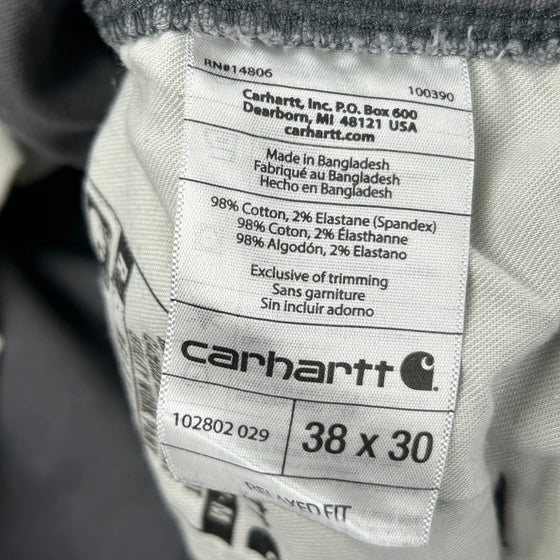 RN#14806 100390
Carhartt, Inc. P.O. Box 600
Dearborn, MI 48121 USA
carhartt.com
Made in Bangladesh
Fabriqué au Bangladesh
Hecho en Bangladesh
98% Cotton, 2% Elastane (Spandex)
98% Coton, 2% Élasthanne
98% Algodón, 2% Elastano
Exclusive of trimming
Sans garniture
Sin incluir adorno
carhartt
102802 029
38 x 30
RELAXED FIT